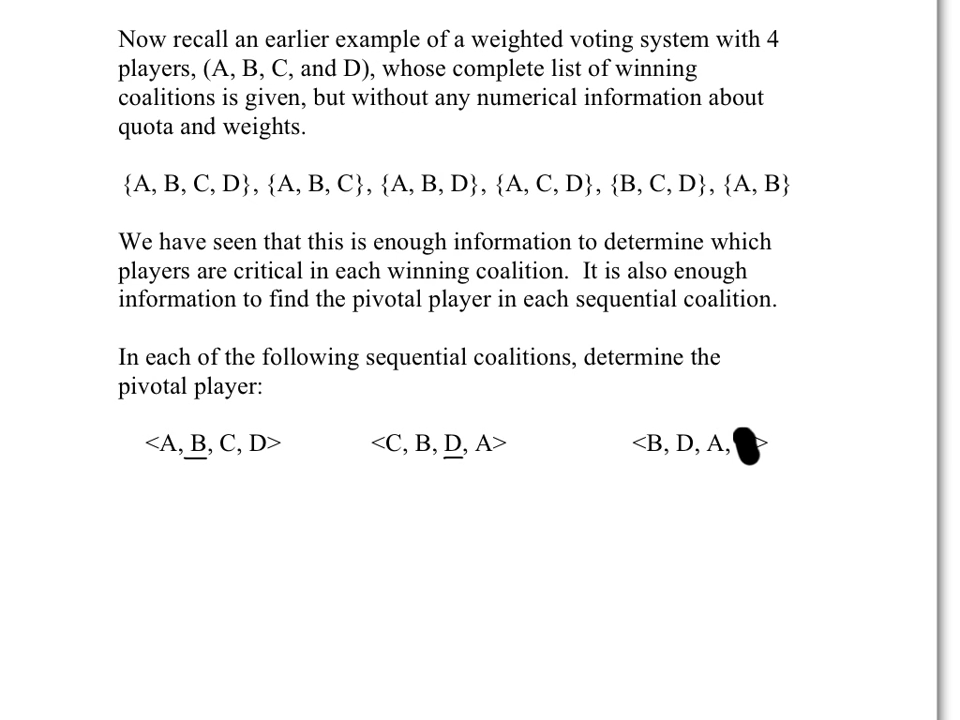 Now recall an earlier example of a weighted voting system with 4
players, (A, B, C, and D), whose complete list of winning
coalitions is given, but without any numerical information about
quota and weights.
{A, B, C, D}, {A, B, C}, {A, B, D}, {A, C, D}, {B, C, D}, {A, B}
We have seen that this is enough information to determine which
players are critical in each winning coalition. It is also enough
information to find the pivotal player in each sequential coalition.
In each of the following sequential coalitions, determine the
pivotal player:
<A, B, C, D> <C, B, D, A> <B, D, A, >